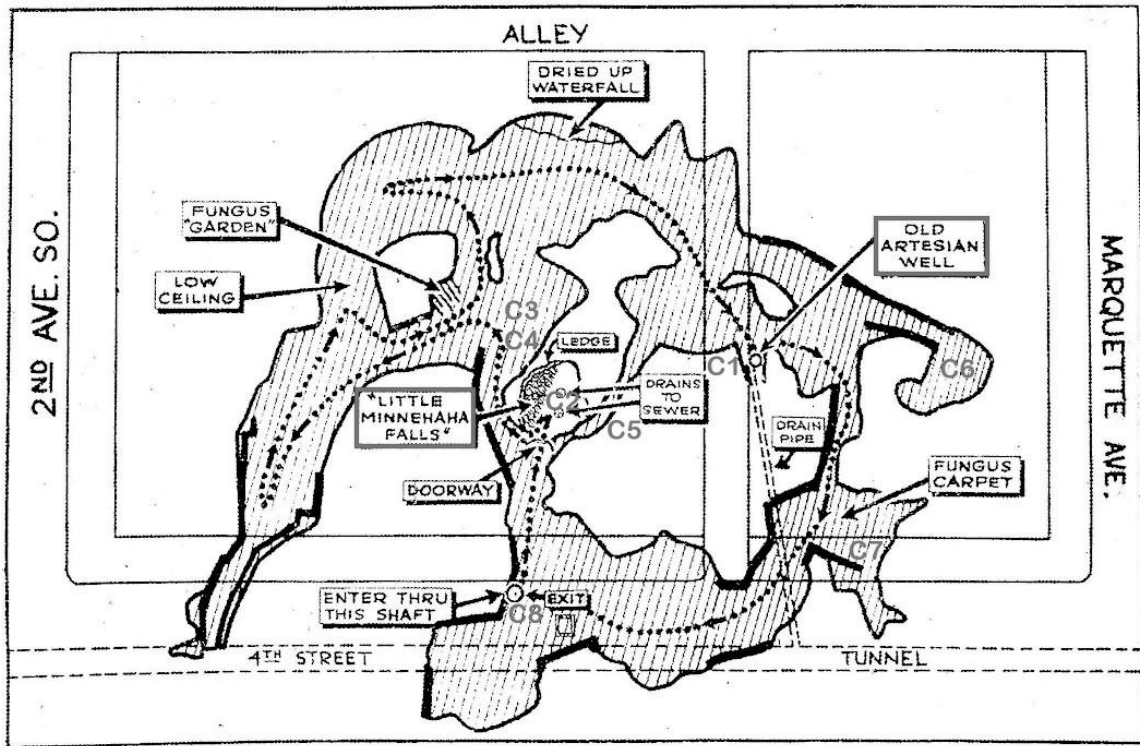 ALLEY
DRIED UP
WATERFALL
FUNGUS
"GARDEN"
OLD
ARTESIAN
WELL
LOW
CEILING
2ND AVE. SO.
MARQUETTE AVE.
C3
C4
LEDGE
C1
C6
"LITTLE
MINNEHAHA
FALLS"
C2
DRAINS
TO
SEWER
C5
DRAIN
PIPE
DOORWAY
FUNGUS
CARPET
C7
ENTER THRU
THIS SHAFT
C8
EXIT
4TH STREET
TUNNEL